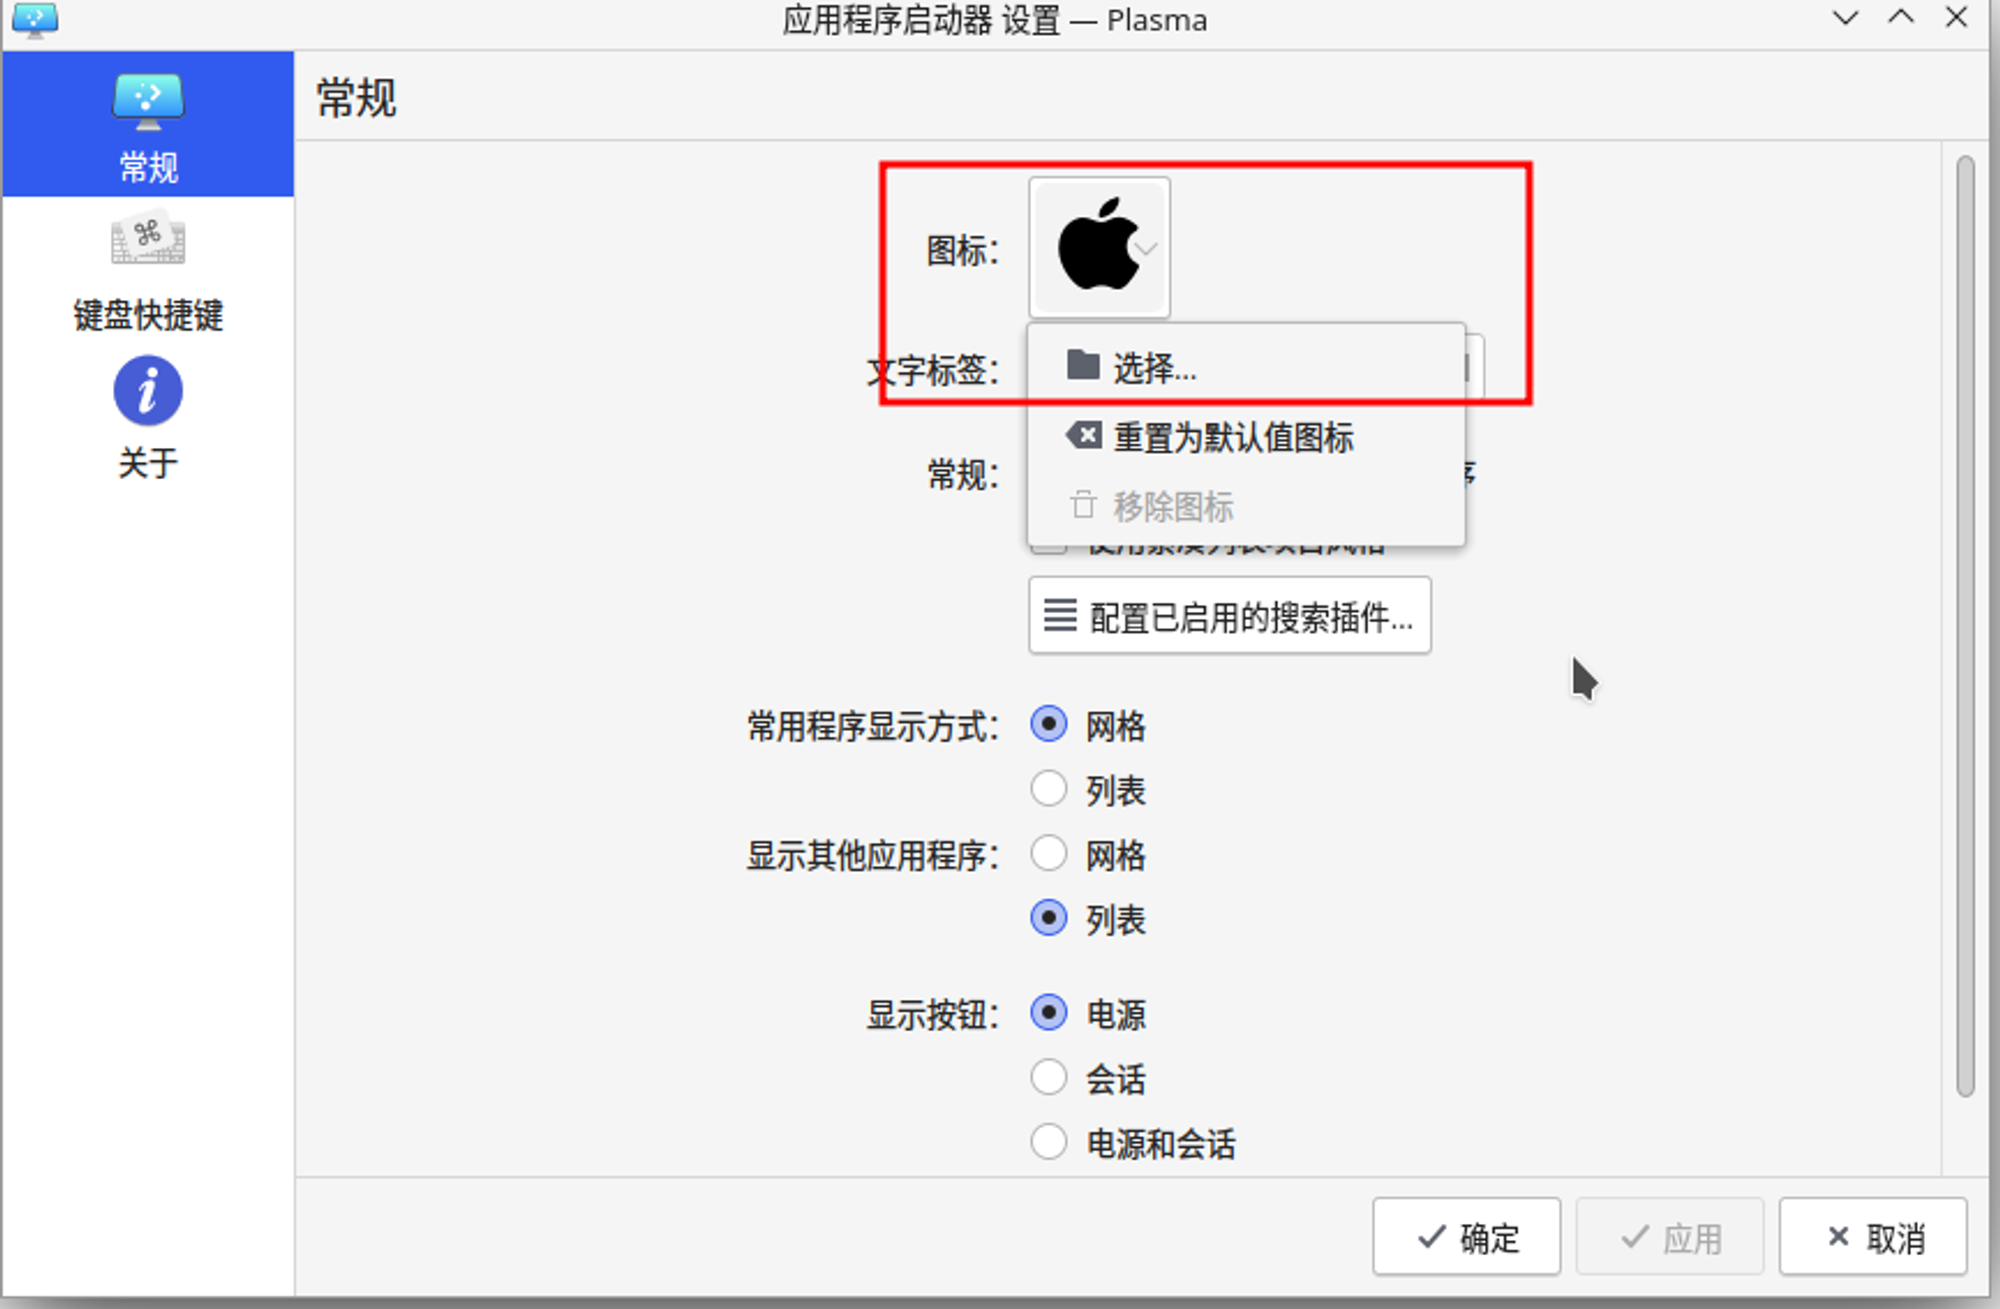 应用程序启动器 设置 — Plasma
常规
常规
键盘快捷键
关于
图标：
文字标签：
选择...
重置为默认值图标
常规：
序
移除图标
配置已启用的搜索插件...
常用程序显示方式：
网格
列表
显示其他应用程序：
网格
列表
显示按钮：
电源
会话
电源和会话
确定
应用
取消